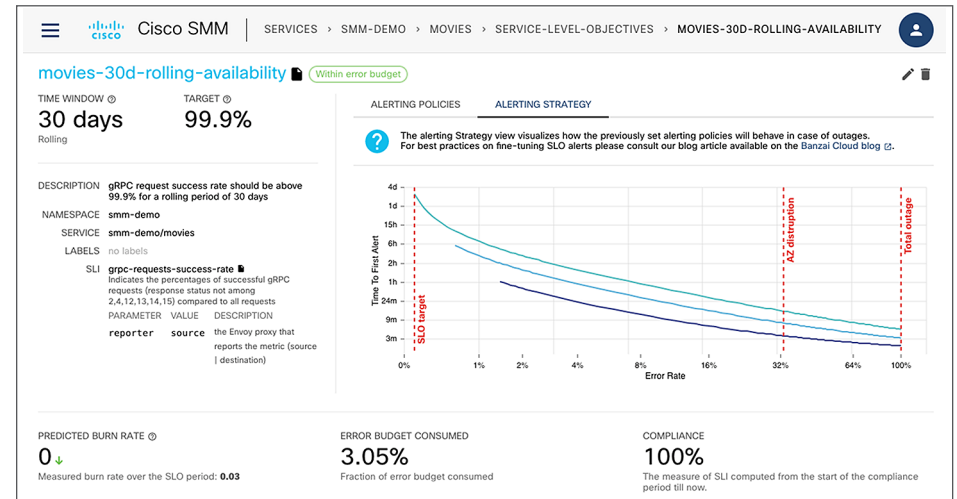 CISCO
Cisco SMM
SERVICES > SMM-DEMO > MOVIES > SERVICE-LEVEL-OBJECTIVES > MOVIES-30D-ROLLING-AVAILABILITY
movies-30d-rolling-availability
Within error budget
TIME WINDOW
TARGET
30 days
99.9%
Rolling
DESCRIPTION gRPC request success rate should be above
99.9% for a rolling period of 30 days
NAMESPACE smm-demo
SERVICE smm-demo/movies
LABELS no labels
SLI grpc-requests-success-rate
Indicates the percentages of successful gRPC
requests (response status not among
2,4,12,13,14,15) compared to all requests
PARAMETER VALUE DESCRIPTION
reporter source the Envoy proxy that
reports the metric (source
| destination)
ALERTING POLICIES
ALERTING STRATEGY
?
The alerting Strategy view visualizes how the previously set alerting policies will behave in case of outages.
For best practices on fine-tuning SLO alerts please consult our blog article available on the Banzai Cloud blog.
Time To First Alert
4d
1d
15h
6h
2h
1h
24m
9m
3m
SLO target
AZ distruption
Total outage
0% 1% 2% 4% 8% 16% 32% 64% 100%
Error Rate
PREDICTED BURN RATE
0
Measured burn rate over the SLO period: 0.03
ERROR BUDGET CONSUMED
3.05%
Fraction of error budget consumed
COMPLIANCE
100%
The measure of SLI computed from the start of the compliance
period till now.